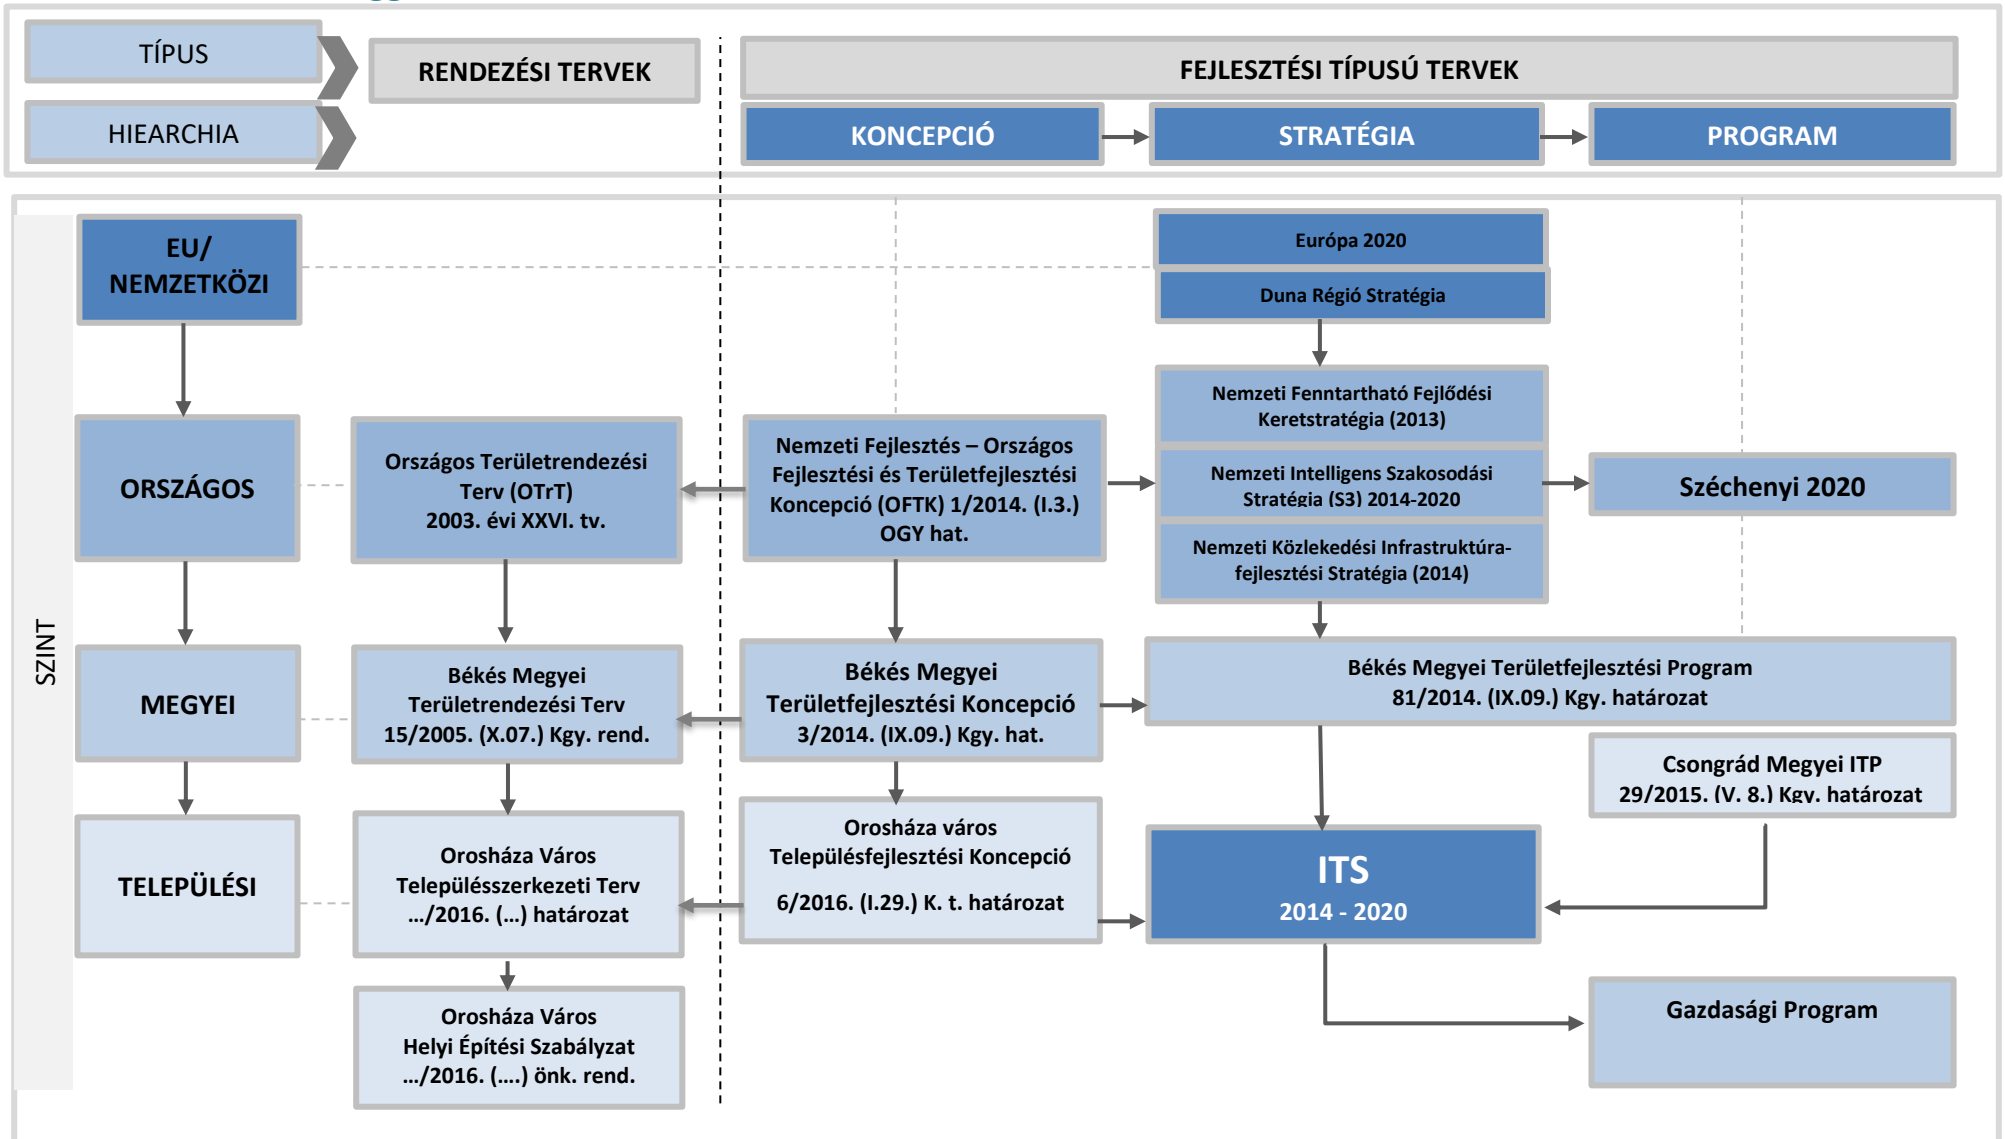 TÍPUS
RENDEZÉSI TERVEK
FEJLESZTÉSI TÍPUSÚ TERVEK
HIEARCHIA
KONCEPCIÓ
STRATÉGIA
PROGRAM
SZINT
EU/
NEMZETKÖZI
Európa 2020
Duna Régió Stratégia
ORSZÁGOS
Országos Területrendezési
Terv (OTrT)
2003. évi XXVI. tv.
Nemzeti Fejlesztés – Országos
Fejlesztési és Területfejlesztési
Koncepció (OFTK) 1/2014. (I.3.)
OGY hat.
Nemzeti Fenntartható Fejlődési
Keretstratégia (2013)
Nemzeti Intelligens Szakosodási
Stratégia (S3) 2014-2020
Nemzeti Közlekedési Infrastruktúra-
fejlesztési Stratégia (2014)
Széchenyi 2020
MEGYEI
Békés Megyei
Területrendezési Terv
15/2005. (X.07.) Kgy. rend.
Békés Megyei
Területfejlesztési Koncepció
3/2014. (IX.09.) Kgy. hat.
Békés Megyei Területfejlesztési Program
81/2014. (IX.09.) Kgy. határozat
Csongrád Megyei ITP
29/2015. (V. 8.) Kgy. határozat
TELEPÜLÉSI
Orosháza Város
Településszerkezeti Terv
.../2016. (...) határozat
Orosháza város
Településfejlesztési Koncepció
6/2016. (I.29.) K. t. határozat
ITS
2014 - 2020
Orosháza Város
Helyi Építési Szabályzat
.../2016. (....) önk. rend.
Gazdasági Program